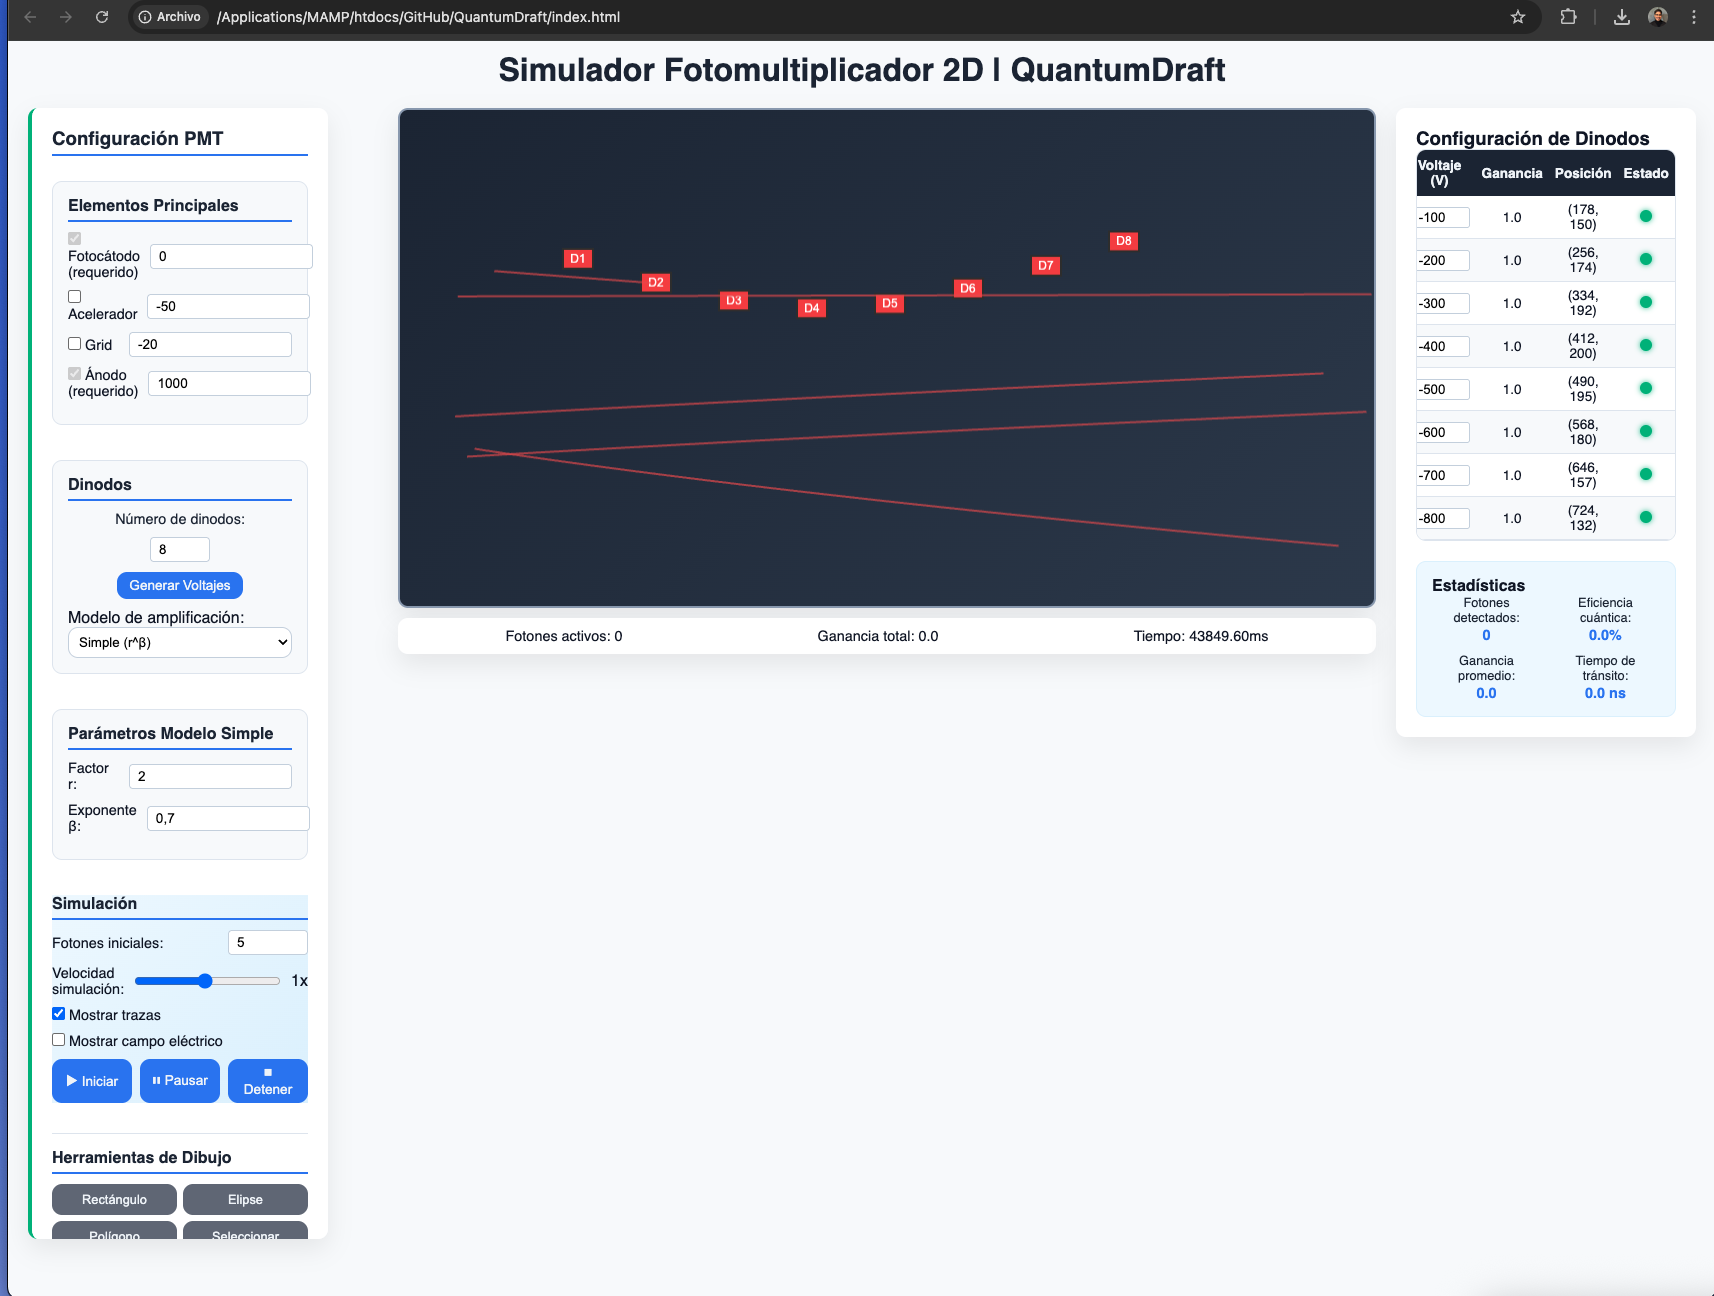 Archivo
/Applications/MAMP/htdocs/GitHub/QuantumDraft/index.html
Simulador Fotomultiplicador 2D | QuantumDraft
Configuración PMT
Elementos Principales
Fotocátodo
(requerido)
0
Acelerador
-50
Grid
-20
Ánodo
(requerido)
1000
Dinodos
Número de dinodos:
8
Generar Voltajes
Modelo de amplificación:
Simple (r^β)
Parámetros Modelo Simple
Factor
r:
2
Exponente
β:
0,7
Simulación
Fotones iniciales:
5
Velocidad
simulación:
1x
Mostrar trazas
Mostrar campo eléctrico
Iniciar
Pausar
Detener
Herramientas de Dibujo
Rectángulo
Elipse
Polígono
Seleccionar
D1
D2
D3
D4
D5
D6
D7
D8
Fotones activos: 0
Ganancia total: 0.0
Tiempo: 43849.60ms
Configuración de Dinodos
Voltaje
(V)
Ganancia
Posición
Estado
-100 1.0 (178,
150)
-200 1.0 (256,
174)
-300 1.0 (334,
192)
-400 1.0 (412,
200)
-500 1.0 (490,
195)
-600 1.0 (568,
180)
-700 1.0 (646,
157)
-800 1.0 (724,
132)
Estadísticas
Fotones
detectados:
0
Eficiencia
cuántica:
0.0%
Ganancia
promedio:
0.0
Tiempo de
tránsito:
0.0 ns